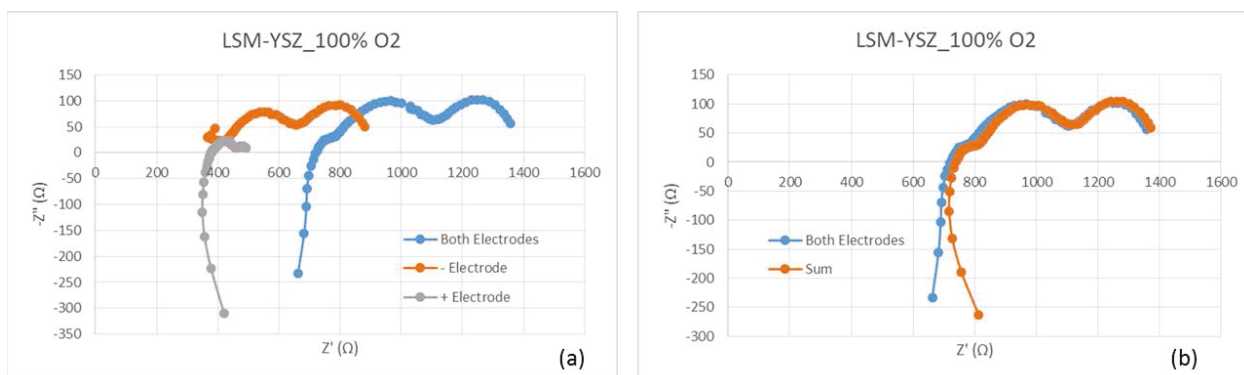 LSM-YSZ_100% O2
150
100
50
0
-50
-100
-150
-200
-250
-300
-350
0 200 400 600 800 1000 1200 1400 1600
-Z" (Ω)
Z' (Ω)
Both Electrodes
- Electrode
+ Electrode
(a)
LSM-YSZ_100% O2
150
100
50
0
-50
-100
-150
-200
-250
-300
0 200 400 600 800 1000 1200 1400 1600
-Z" (Ω)
Z' (Ω)
Both Electrodes
Sum
(b)